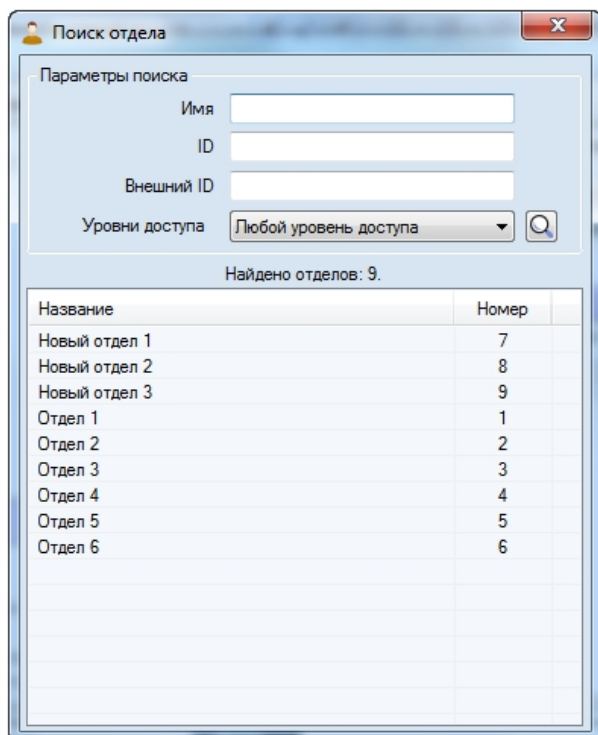 Поиск отдела
Параметры поиска
Имя
ID
Внешний ID
Уровни доступа Любой уровень доступа
Найдено отделов: 9.
Название Номер
Новый отдел 1 7
Новый отдел 2 8
Новый отдел 3 9
Отдел 1 1
Отдел 2 2
Отдел 3 3
Отдел 4 4
Отдел 5 5
Отдел 6 6